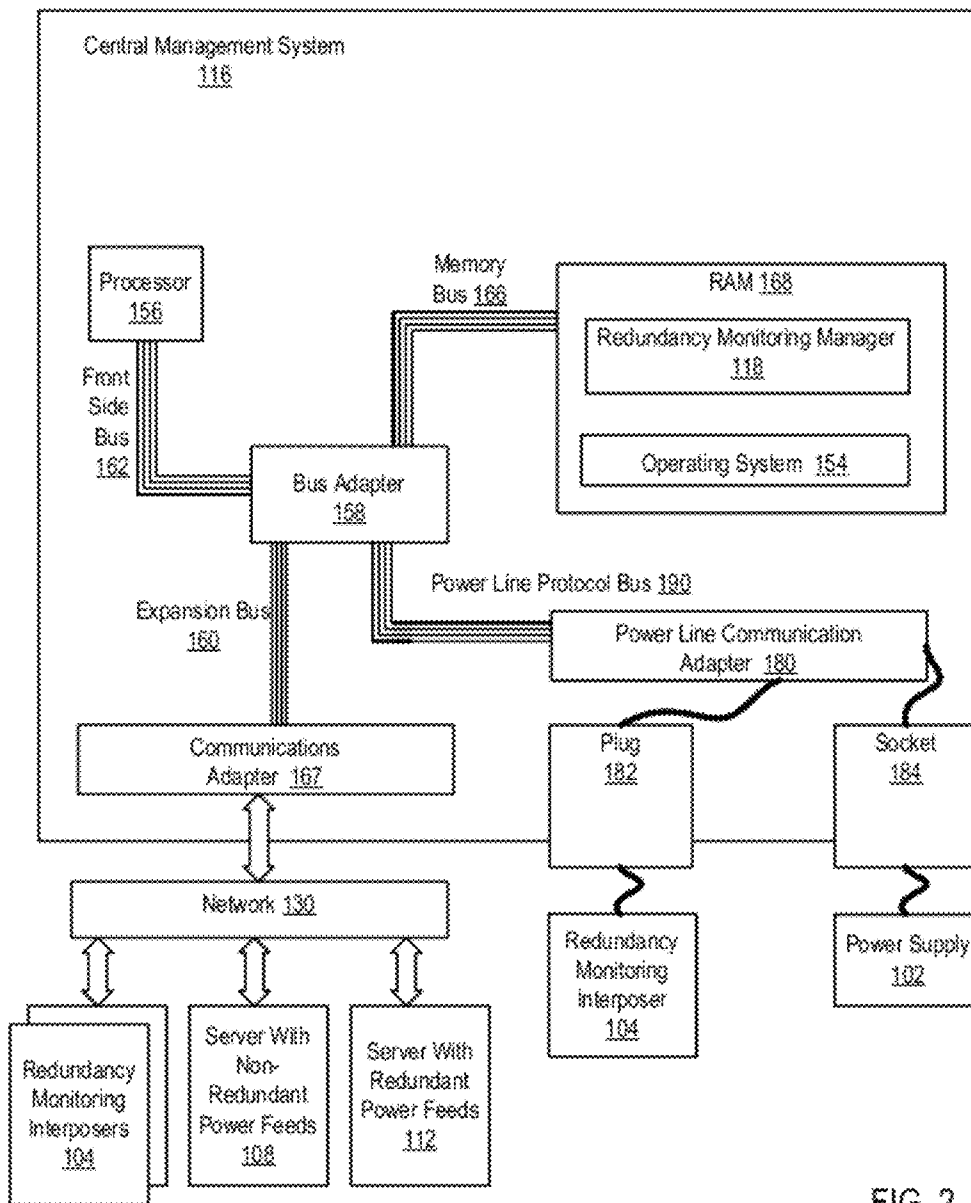 Central Management System
116
Processor
156
Front
Side
Bus
162
Memory
Bus 166
RAM 168
Redundancy Monitoring Manager
118
Operating System 154
Bus Adapter
158
Expansion Bus
160
Power Line Protocol Bus 190
Power Line Communication
Adapter 180
Communications
Adapter 167
Plug
182
Socket
184
Network 130
Redundancy
Monitoring
Interposer
104
Power Supply
102
Redundancy
Monitoring
Interposers
104
Server With
Non-
Redundant
Power Feeds
108
Server With
Redundant
Power Feeds
112
FIG. 2